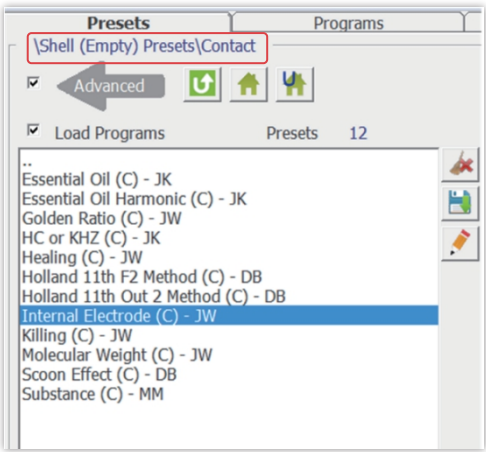 Presets
Programs
\Shell (Empty) Presets\Contact
Advanced
Load Programs
Presets 12
..
Essential Oil (C) - JK
Essential Oil Harmonic (C) - JK
Golden Ratio (C) - JW
HC or KHZ (C) - JK
Healing (C) - JW
Holland 11th F2 Method (C) - DB
Holland 11th Out 2 Method (C) - DB
Internal Electrode (C) - JW
Killing (C) - JW
Molecular Weight (C) - JW
Scoon Effect (C) - DB
Substance (C) - MM